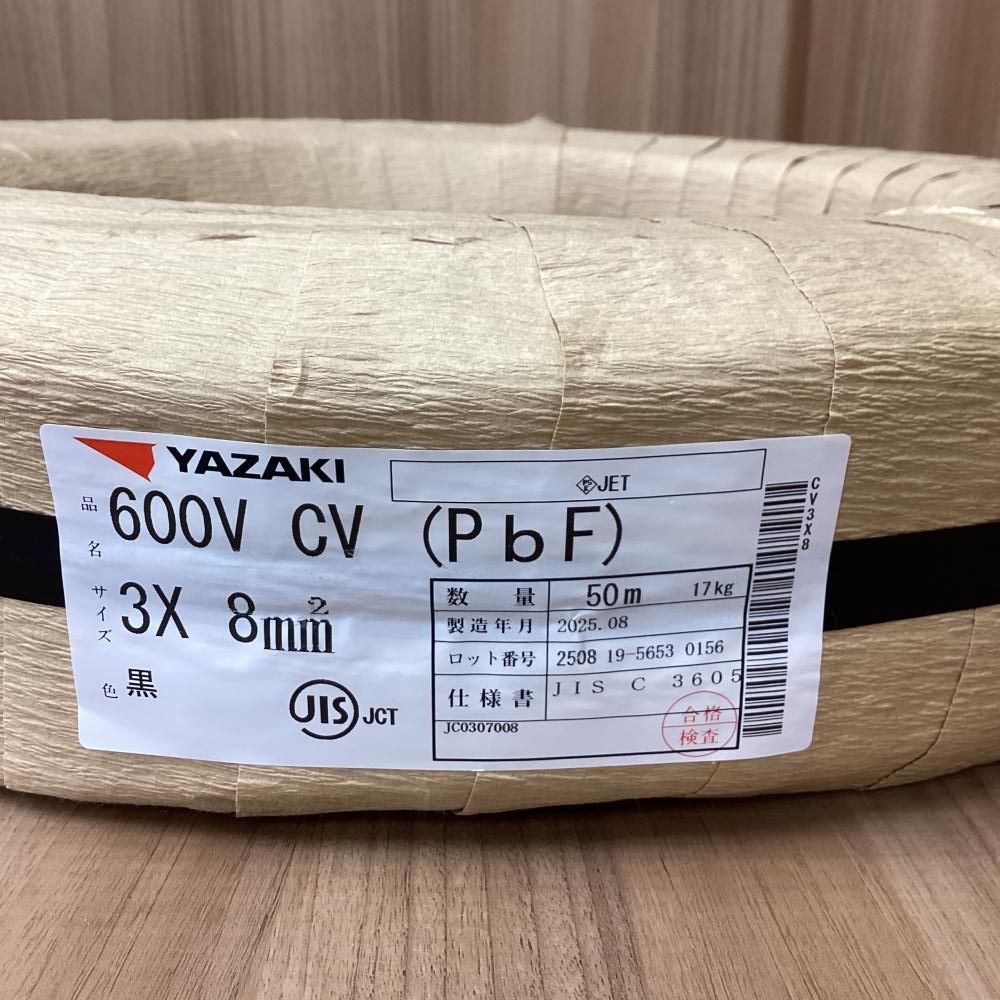 YAZAKI
PSE JET
品名 600V CV (PbF)
サイズ 3X 8mm²
色 黒
JIS JCT
数量 50m 17kg
製造年月 2025.08
ロット番号 2508 19-5653 0156
仕様書 JIS C 3605
JC0307008
合格
検査
CV3X8